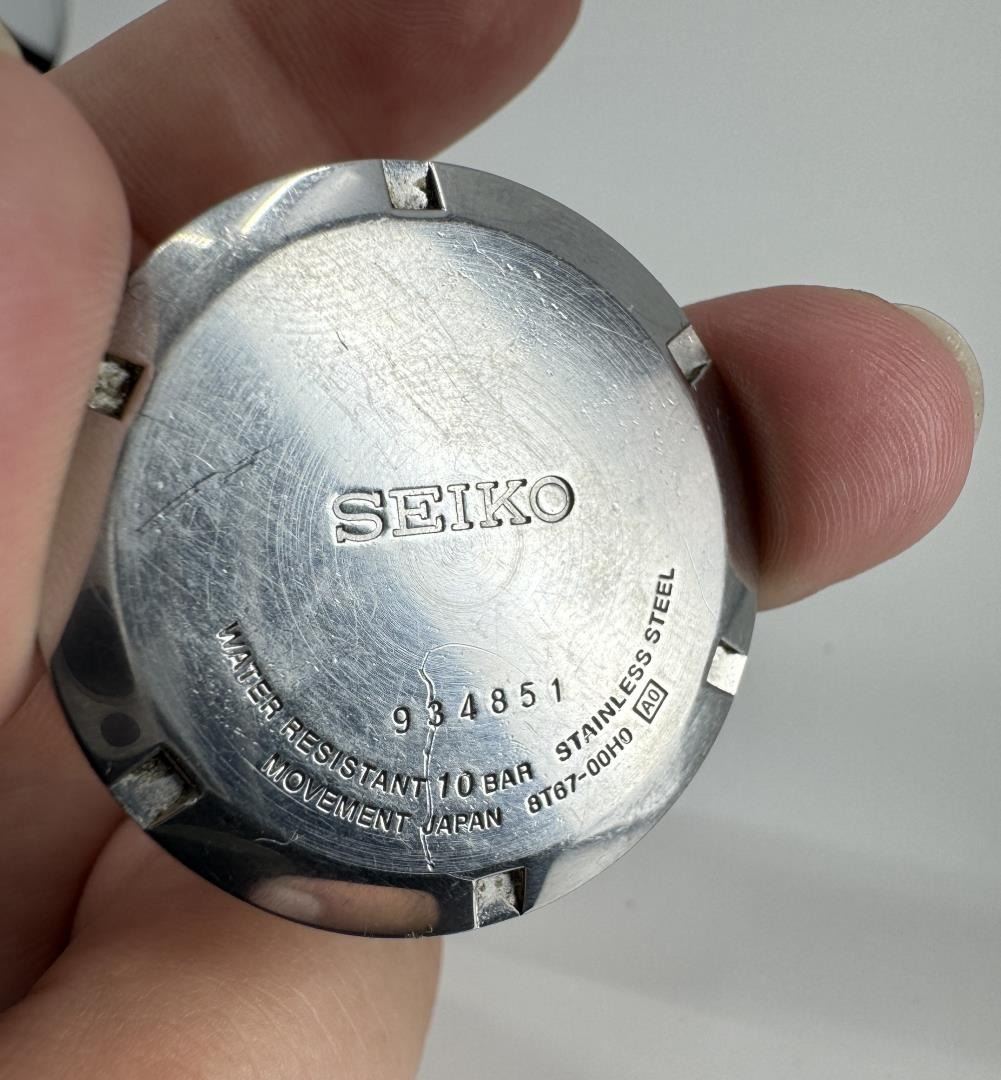 SEIKO
934851
WATER RESISTANT 10 BAR STAINLESS STEEL
MOVEMENT JAPAN 8T67-00H0 A0